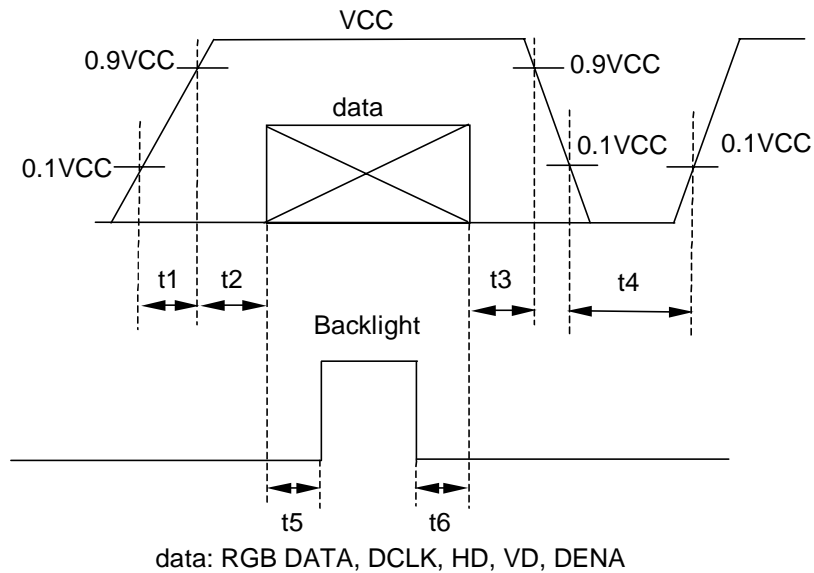 VCC
0.9VCC
0.9VCC
data
0.1VCC
0.1VCC
0.1VCC
t1
t2
t3
t4
Backlight
t5
t6
data: RGB DATA, DCLK, HD, VD, DENA